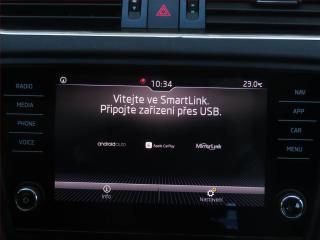 10:34
23.0°C
RADIO
MEDIA
PHONE
VOICE
Vítejte ve SmartLink.
Připojte zařízení přes USB.
androidauto
Apple CarPlay
MirrorLink
Info
Nastavení
NAV
APP
CAR
MENU